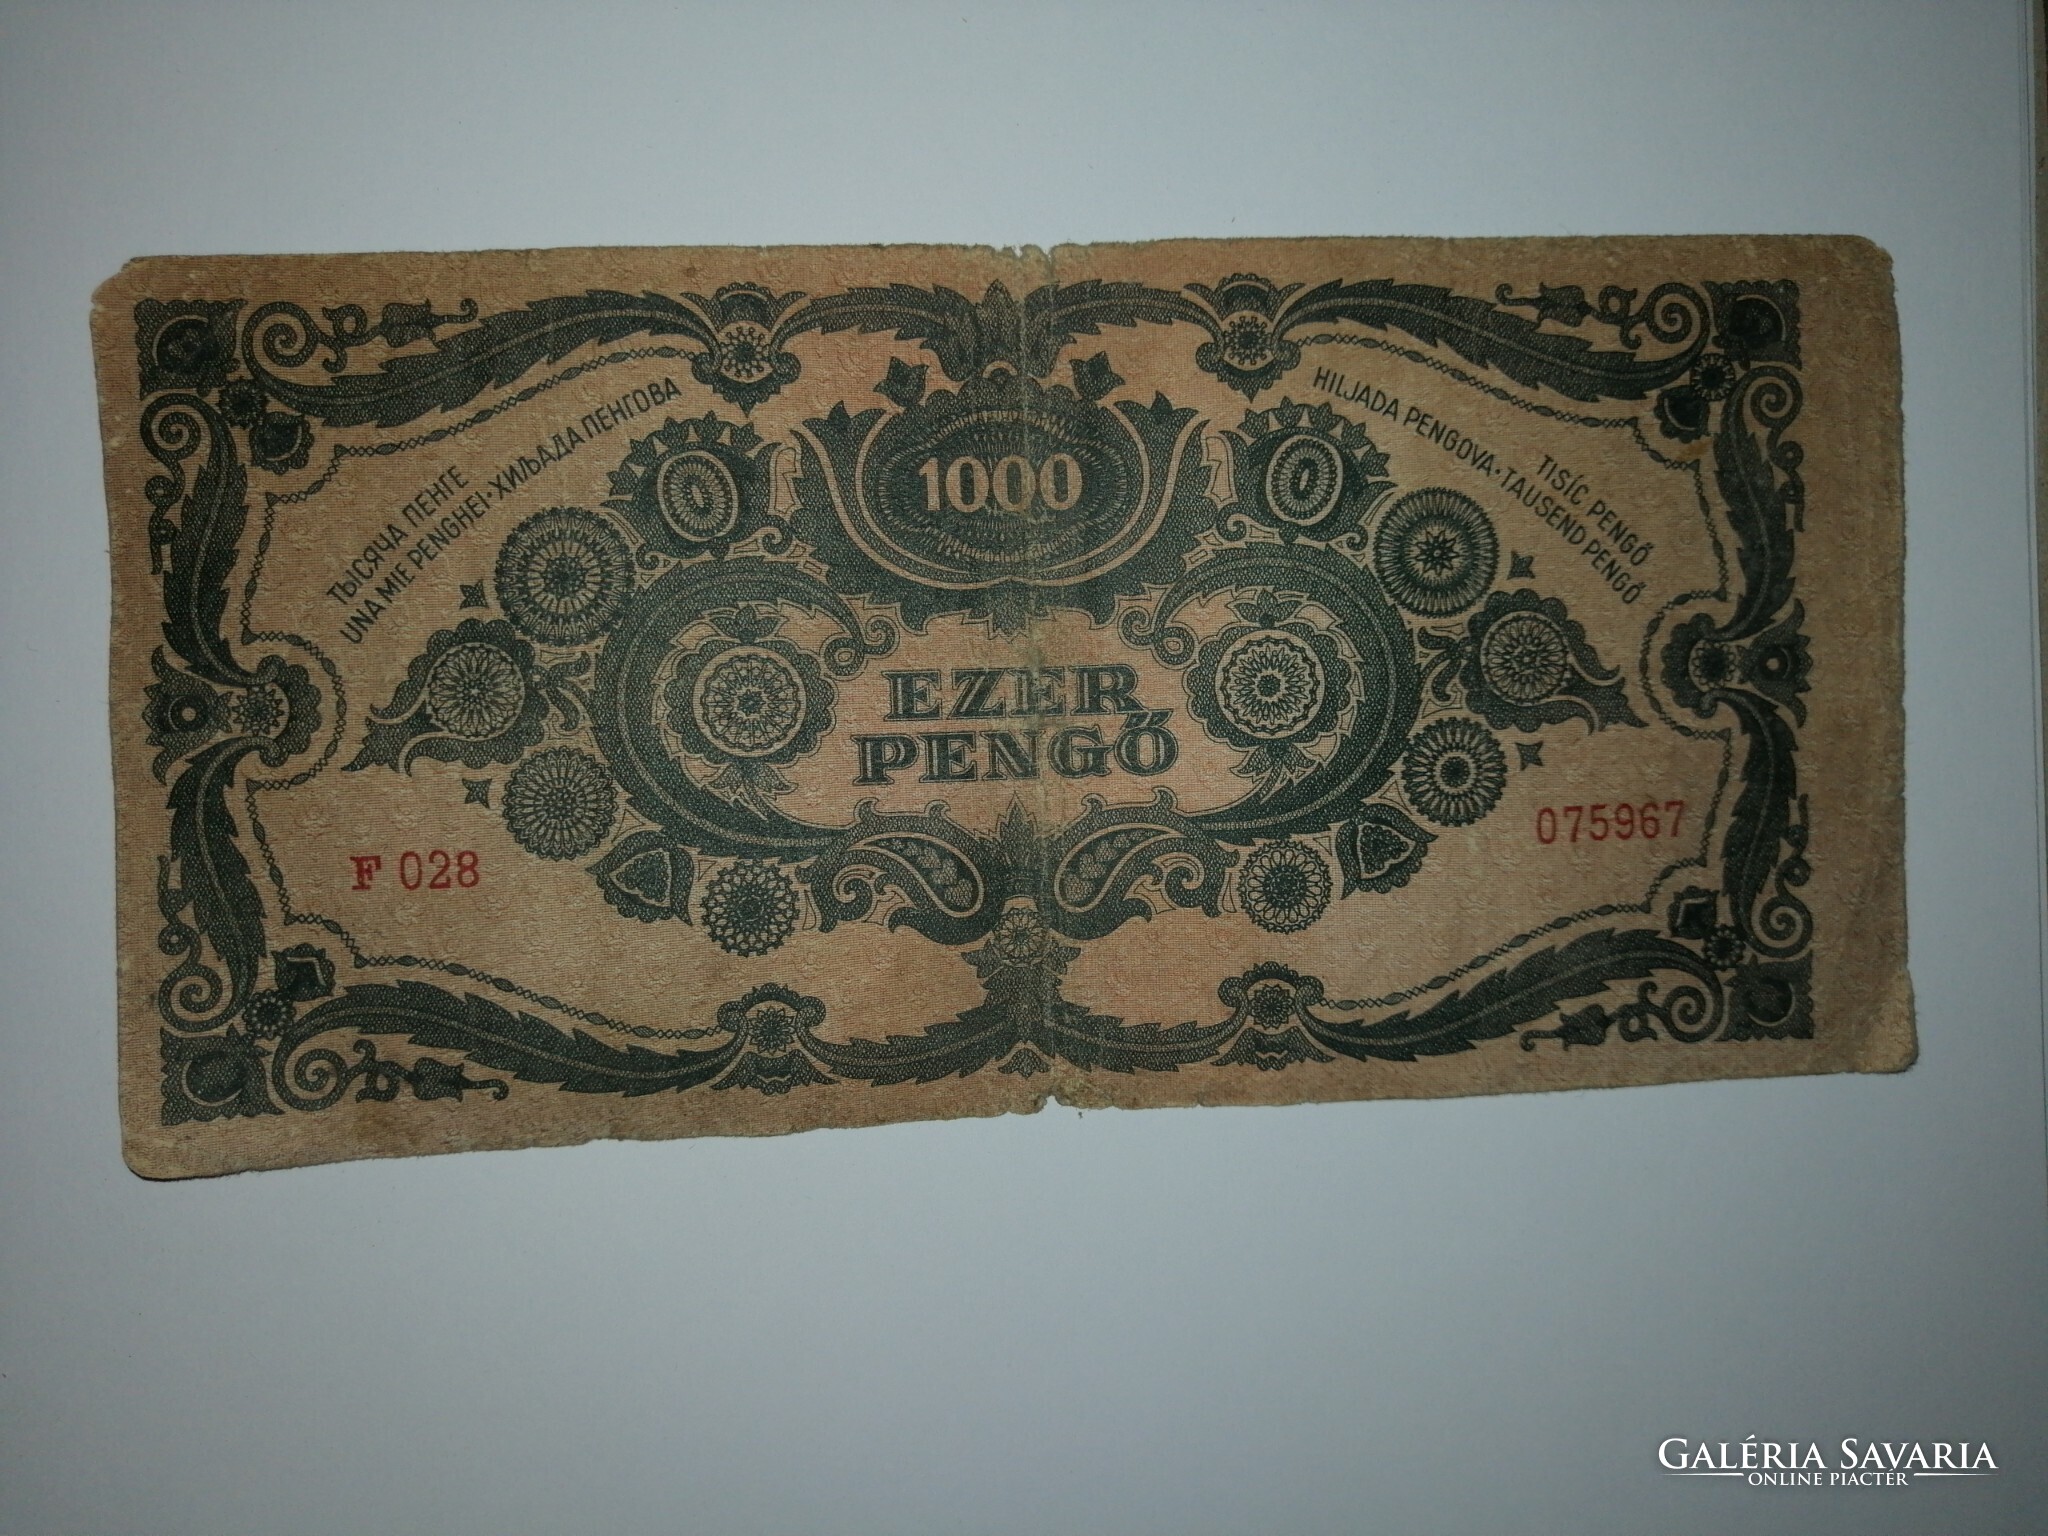 ТЫСЯЧА ПЕНГЕ
UNA MIE PENGHEI · ХИЉАДА ПЕНГОВА
1000
HILJADA PENGOVA · TAUSEND PENGŐ
TISÍC PENGŐ
EZER
PENGŐ
F 028
075967
GALÉRIA SAVARIA
ONLINE PIACTÉR